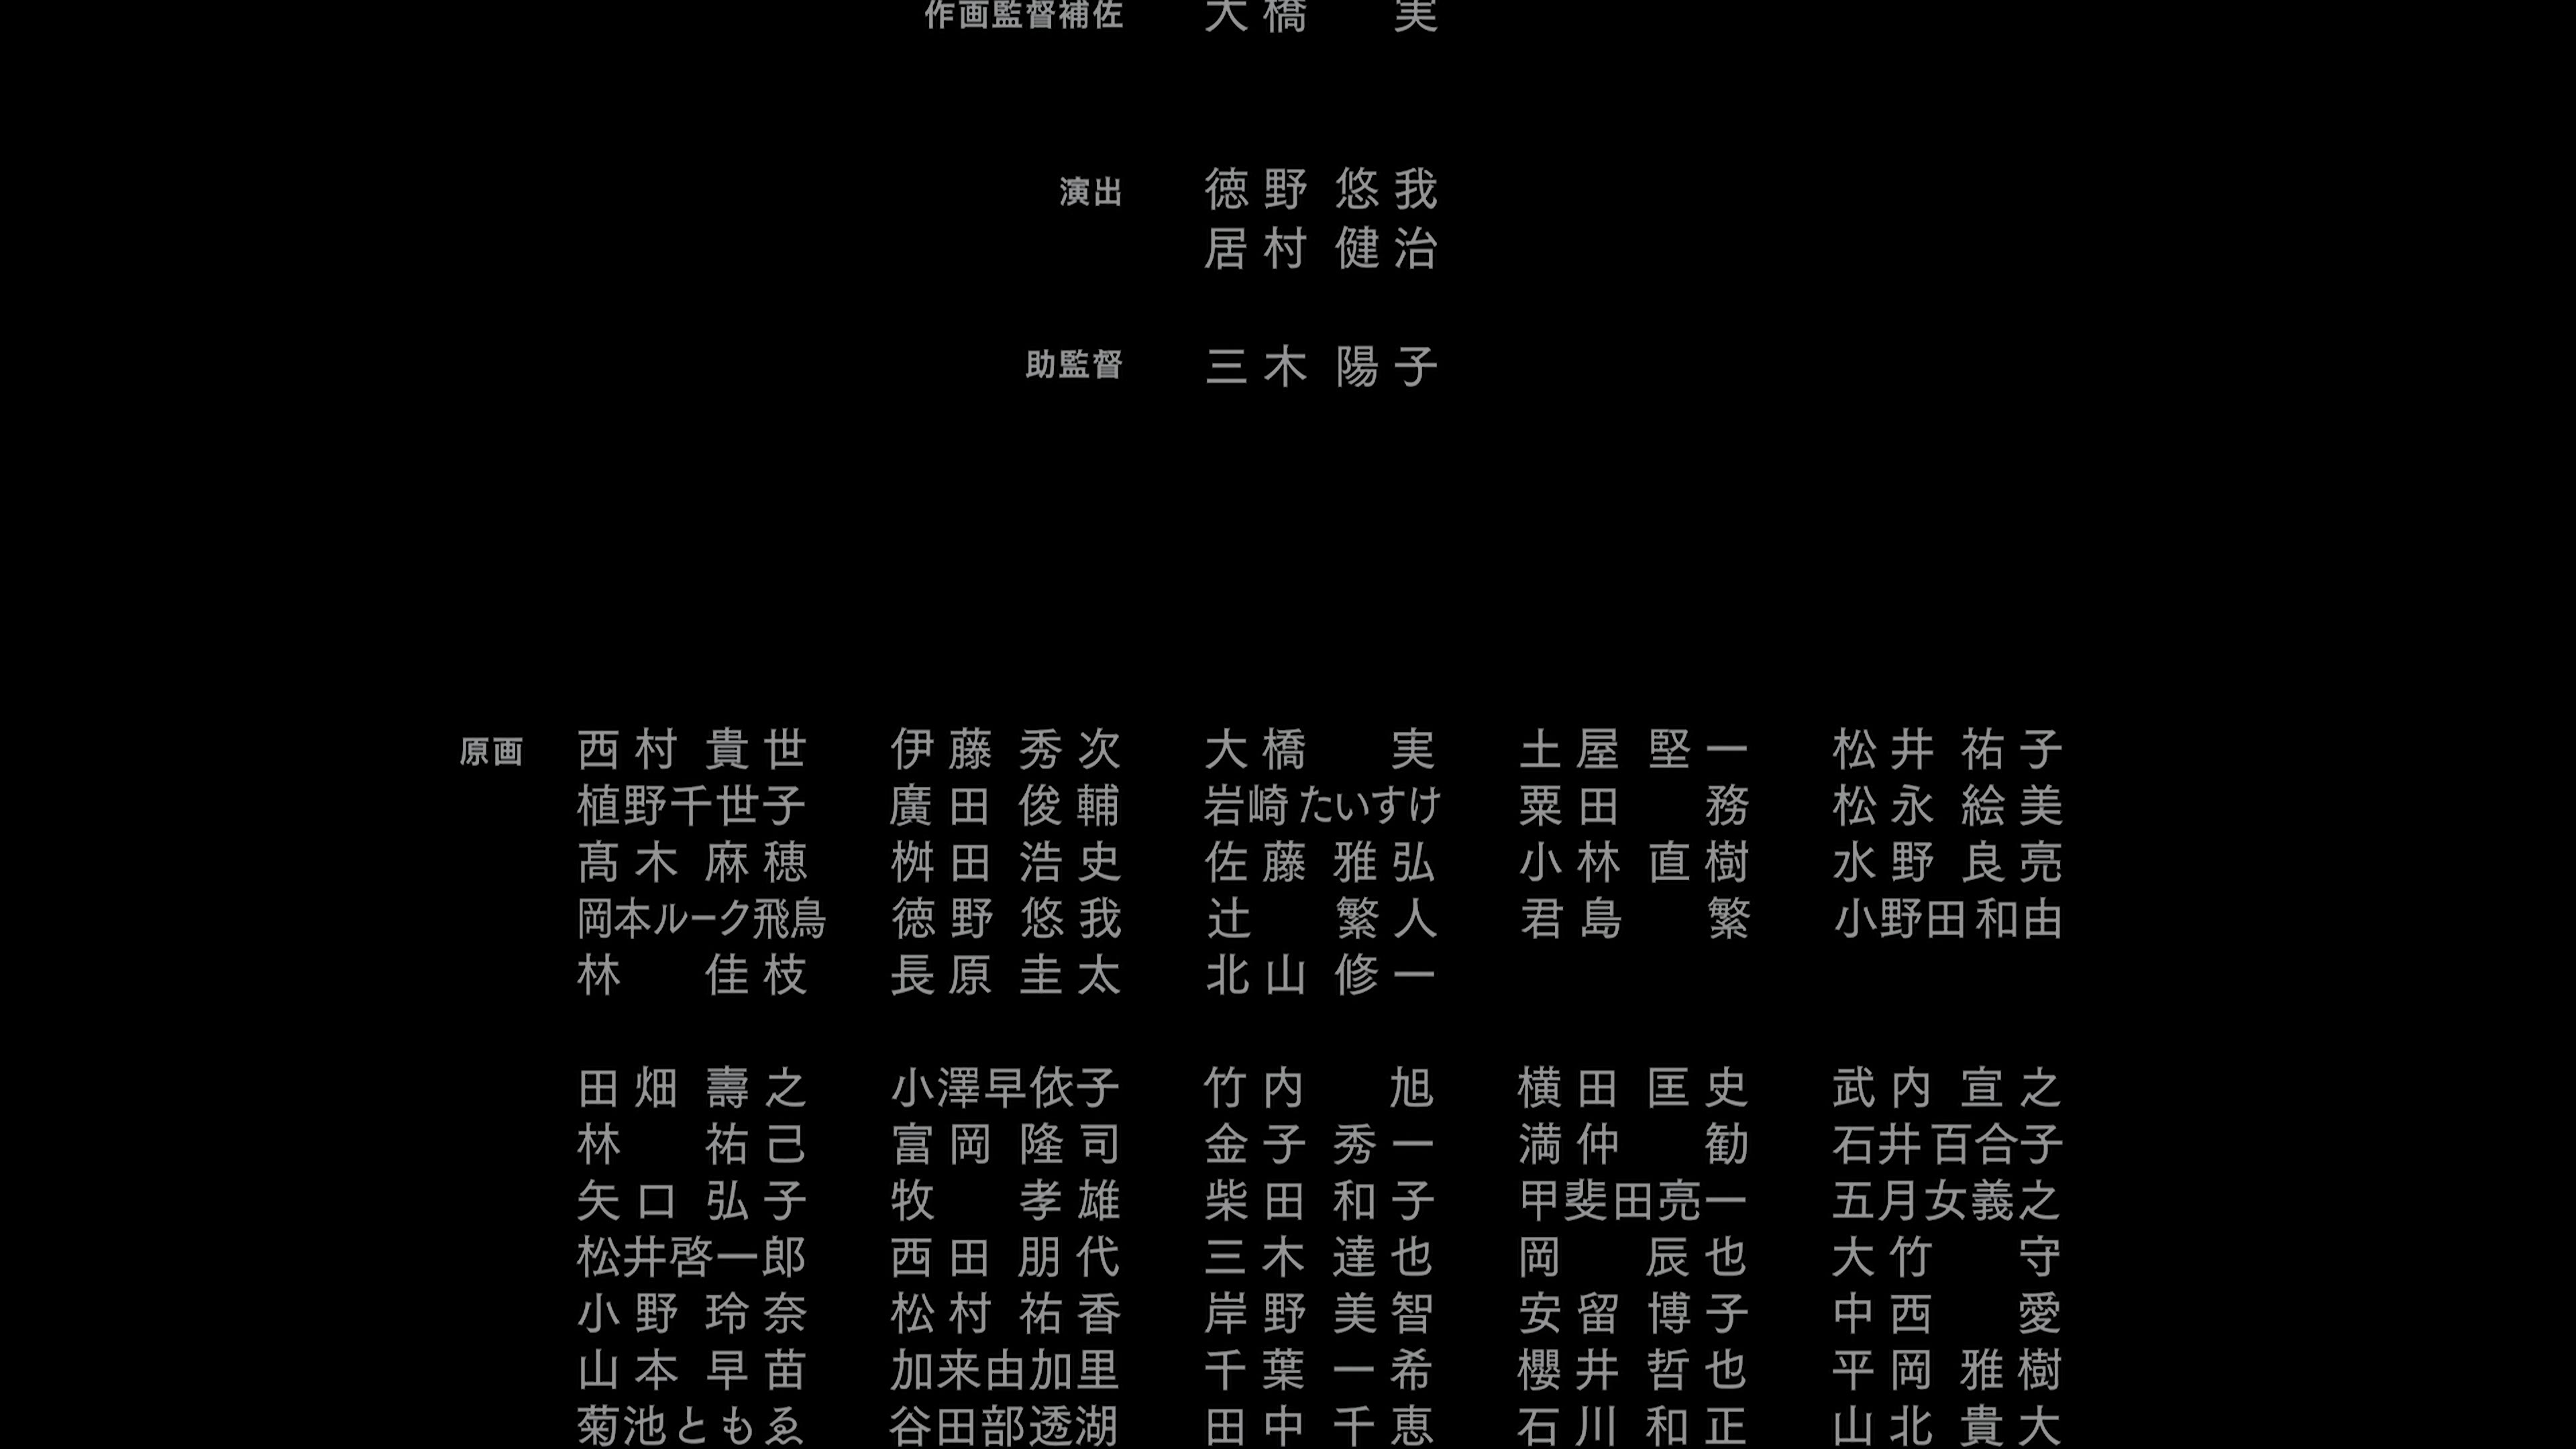 作画監督補佐 大橋 実
演出 徳野 悠我
居村 健治
助監督 三木 陽子
原画 西村 貴世 伊藤 秀次 大橋 実 土屋 堅一 松井 祐子
植野千世子 廣田 俊輔 岩崎たいすけ 粟田 務 松永 絵美
髙木 麻穂 桝田 浩史 佐藤 雅弘 小林 直樹 水野 良亮
岡本ルーク飛鳥 徳野 悠我 辻 繁人 君島 繁 小野田和由
林 佳枝 長原 圭太 北山 修一
田畑 壽之 小澤早依子 竹内 旭 横田 匡史 武内 宣之
林 祐己 富岡 隆司 金子 秀一 満仲 勧 石井百合子
矢口 弘子 牧 孝雄 柴田 和子 甲斐田亮一 五月女義之
松井啓一郎 西田 朋代 三木 達也 岡 辰也 大竹 守
小野 玲奈 松村 祐香 岸野 美智 安留 博子 中西 愛
山本 早苗 加来由加里 千葉 一希 櫻井 哲也 平岡 雅樹
菊池ともゑ 谷田部透湖 田中 千恵 石川 和正 山北 貴大